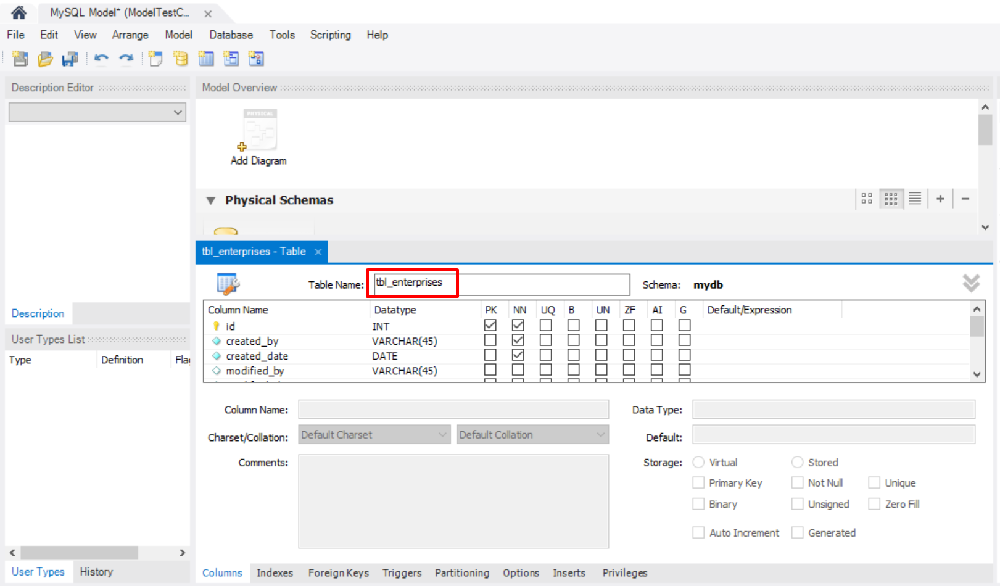 MySQL Model* (ModelTestC...
File Edit View Arrange Model Database Tools Scripting Help
Description Editor
Model Overview
PHYSICAL
Add Diagram
Physical Schemas
tbl_enterprises - Table
Table Name: tbl_enterprises Schema: mydb
Column Name Datatype PK NN UQ B UN ZF AI G Default/Expression
id INT
created_by VARCHAR(45)
created_date DATE
modified_by VARCHAR(45)
Description
User Types List
Type Definition Flag
Column Name: Data Type:
Charset/Collation: Default Charset Default Collation Default:
Comments: Storage: Virtual Stored
Primary Key Not Null Unique
Binary Unsigned Zero Fill
Auto Increment Generated
User Types History
Columns Indexes Foreign Keys Triggers Partitioning Options Inserts Privileges